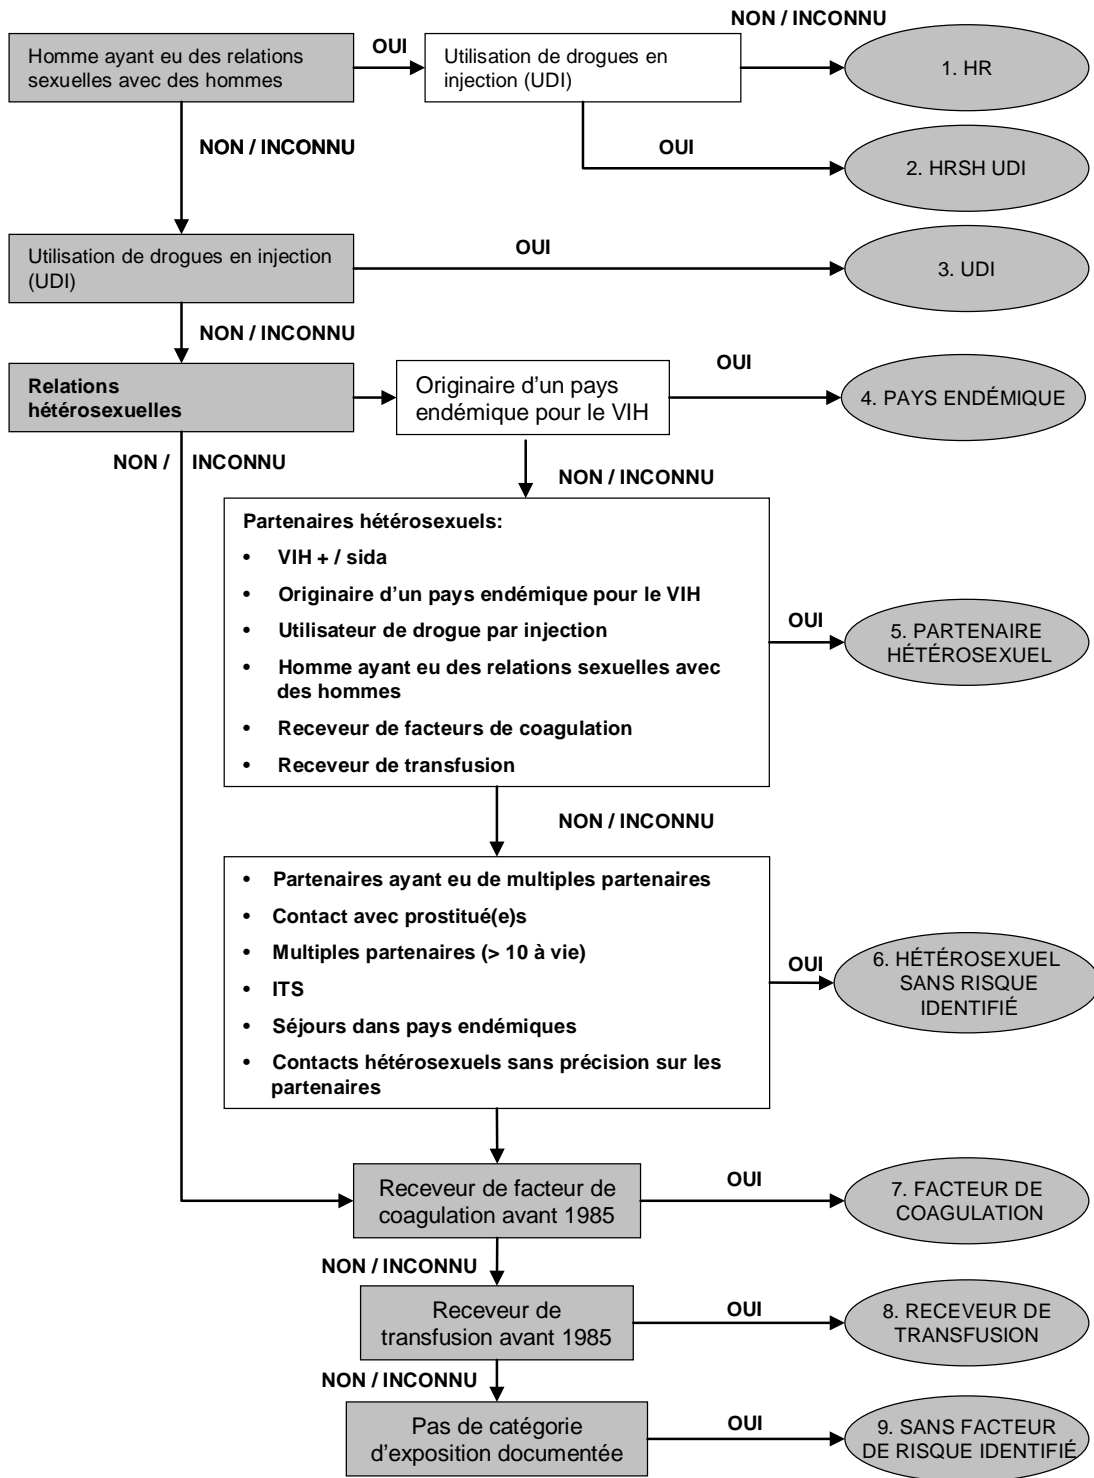 NON / INCONNU
Homme ayant eu des relations
sexuelles avec des hommes
OUI
Utilisation de drogues en
injection (UDI)
1. HR
NON / INCONNU
OUI
2. HRSH UDI
Utilisation de drogues en injection
(UDI)
OUI
3. UDI
NON / INCONNU
Relations
hétérosexuelles
Originaire d'un pays
endémique pour le VIH
OUI
4. PAYS ENDÉMIQUE
NON / INCONNU
NON / INCONNU
Partenaires hétérosexuels:
• VIH + / sida
• Originaire d'un pays endémique pour le VIH
• Utilisateur de drogue par injection
• Homme ayant eu des relations sexuelles avec
des hommes
• Receveur de facteurs de coagulation
• Receveur de transfusion
OUI
5. PARTENAIRE
HÉTÉROSEXUEL
NON / INCONNU
• Partenaires ayant eu de multiples partenaires
• Contact avec prostitué(e)s
• Multiples partenaires (> 10 à vie)
• ITS
• Séjours dans pays endémiques
• Contacts hétérosexuels sans précision sur les
partenaires
OUI
6. HÉTÉROSEXUEL
SANS RISQUE
IDENTIFIÉ
Receveur de facteur de
coagulation avant 1985
OUI
7. FACTEUR DE
COAGULATION
NON / INCONNU
Receveur de
transfusion avant 1985
OUI
8. RECEVEUR DE
TRANSFUSION
NON / INCONNU
Pas de catégorie
d'exposition documentée
OUI
9. SANS FACTEUR
DE RISQUE IDENTIFIÉ